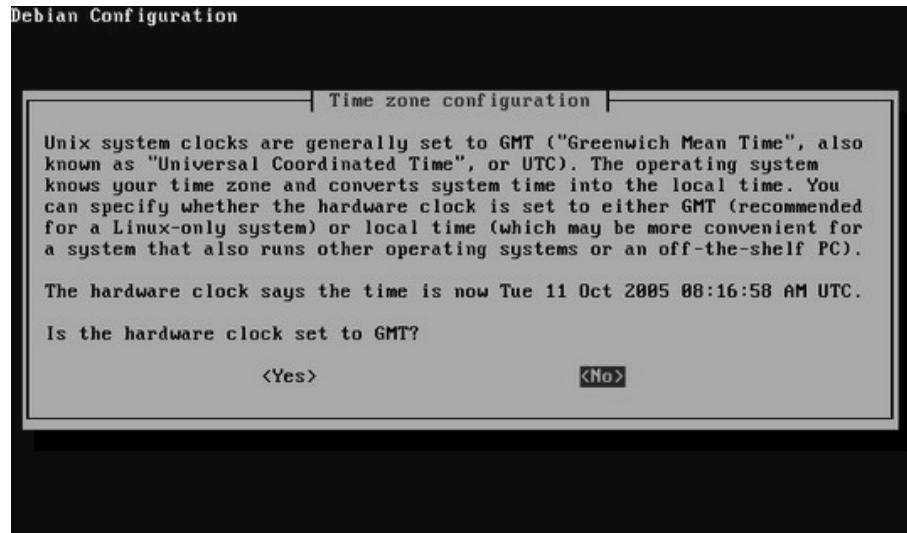 Debian Configuration
Time zone configuration
Unix system clocks are generally set to GMT ("Greenwich Mean Time", also
known as "Universal Coordinated Time", or UTC). The operating system
knows your time zone and converts system time into the local time. You
can specify whether the hardware clock is set to either GMT (recommended
for a Linux-only system) or local time (which may be more convenient for
a system that also runs other operating systems or an off-the-shelf PC).
The hardware clock says the time is now Tue 11 Oct 2005 08:16:58 AM UTC.
Is the hardware clock set to GMT?
<Yes> <No>